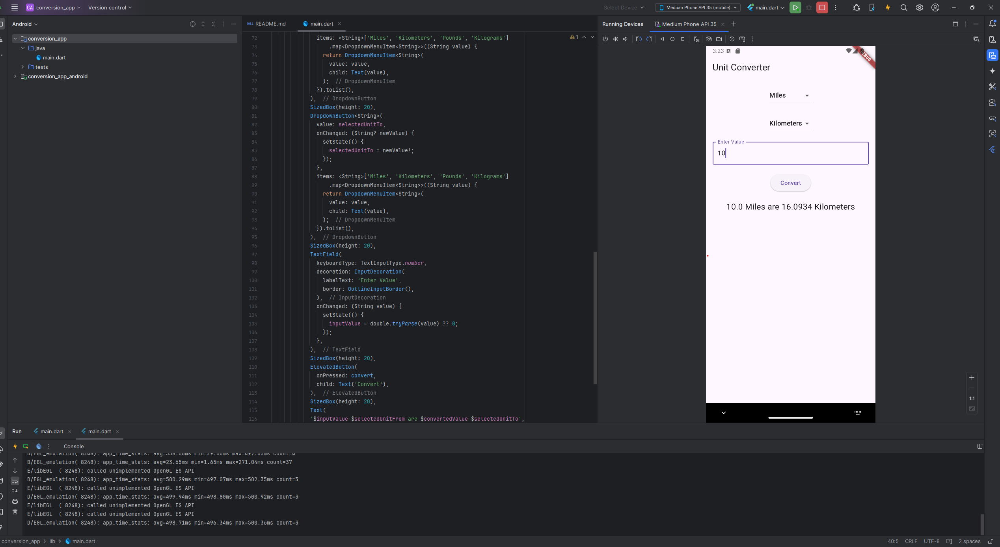 CA conversion_app Version control Select Device Medium Phone API 35 (mobile) main.dart
Android
conversion_app
java
main.dart
tests
conversion_app_android
M↓ README.md main.dart
1
72 items: <String>['Miles', 'Kilometers', 'Pounds', 'Kilograms']
73 .map<DropdownMenuItem<String>>((String value) {
74 return DropdownMenuItem<String>(
75 value: value,
76 child: Text(value),
77 ); // DropdownMenuItem
78 }).toList(),
79 ), // DropdownButton
80 SizedBox(height: 20),
81 DropdownButton<String>(
82 value: selectedUnitTo,
83 onChanged: (String? newValue) {
84 setState(() {
85 selectedUnitTo = newValue!;
86 });
87 },
88 items: <String>['Miles', 'Kilometers', 'Pounds', 'Kilograms']
89 .map<DropdownMenuItem<String>>((String value) {
90 return DropdownMenuItem<String>(
91 value: value,
92 child: Text(value),
93 ); // DropdownMenuItem
94 }).toList(),
95 ), // DropdownButton
96 SizedBox(height: 20),
97 TextField(
98 keyboardType: TextInputType.number,
99 decoration: InputDecoration(
100 labelText: 'Enter Value',
101 border: OutlineInputBorder(),
102 ), // InputDecoration
103 onChanged: (String value) {
104 setState(() {
105 inputValue = double.tryParse(value) ?? 0;
106 });
107 },
108 ), // TextField
109 SizedBox(height: 20),
110 ElevatedButton(
111 onPressed: convert,
112 child: Text('Convert'),
113 ), // ElevatedButton
114 SizedBox(height: 20),
115 Text(
116 '$inputValue $selectedUnitFrom are $convertedValue $selectedUnitTo',
Running Devices Medium Phone API 35
3:23
Unit Converter
Miles
Kilometers
Enter Value
10
Convert
10.0 Miles are 16.0934 Kilometers
1:1
Run main.dart main.dart
Console
D/EGL_emulation( 8248): app_time_stats: avg=23.65ms min=1.65ms max=271.04ms count=37
E/libEGL ( 8248): called unimplemented OpenGL ES API
D/EGL_emulation( 8248): app_time_stats: avg=500.29ms min=497.07ms max=502.35ms count=3
E/libEGL ( 8248): called unimplemented OpenGL ES API
D/EGL_emulation( 8248): app_time_stats: avg=499.94ms min=498.80ms max=500.92ms count=3
E/libEGL ( 8248): called unimplemented OpenGL ES API
E/libEGL ( 8248): called unimplemented OpenGL ES API
D/EGL_emulation( 8248): app_time_stats: avg=498.71ms min=496.34ms max=500.36ms count=3
conversion_app > lib > main.dart
40:5 CRLF UTF-8 2 spaces